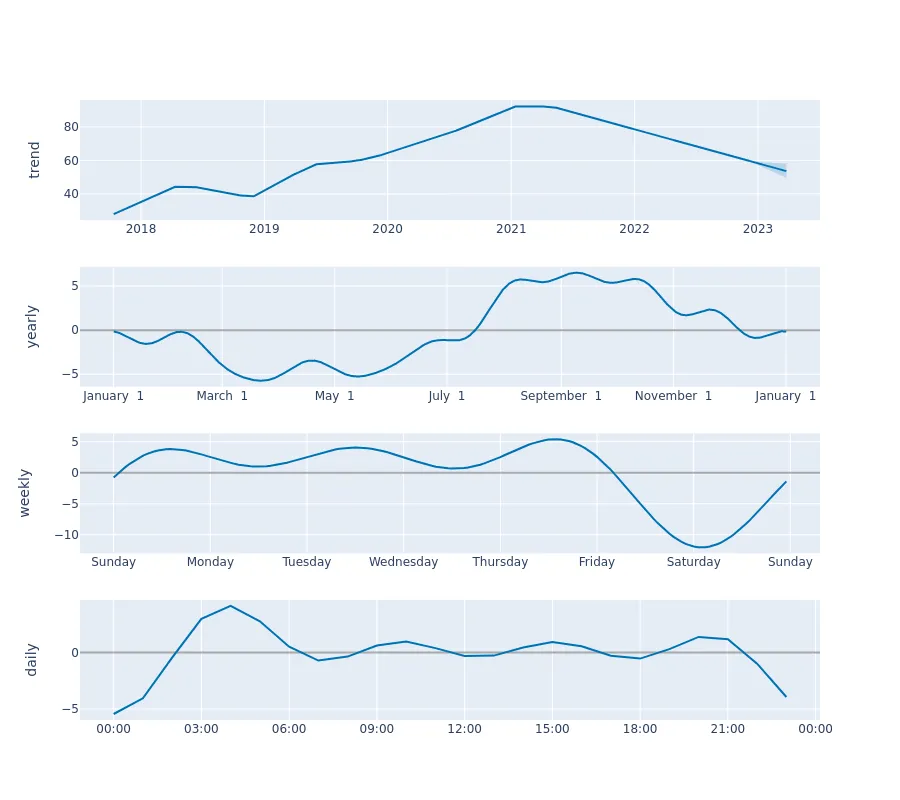 trend
80
60
40
2018 2019 2020 2021 2022 2023
yearly
5
0
−5
January 1 March 1 May 1 July 1 September 1 November 1 January 1
weekly
5
0
−5
−10
Sunday Monday Tuesday Wednesday Thursday Friday Saturday Sunday
daily
0
−5
00:00 03:00 06:00 09:00 12:00 15:00 18:00 21:00 00:00